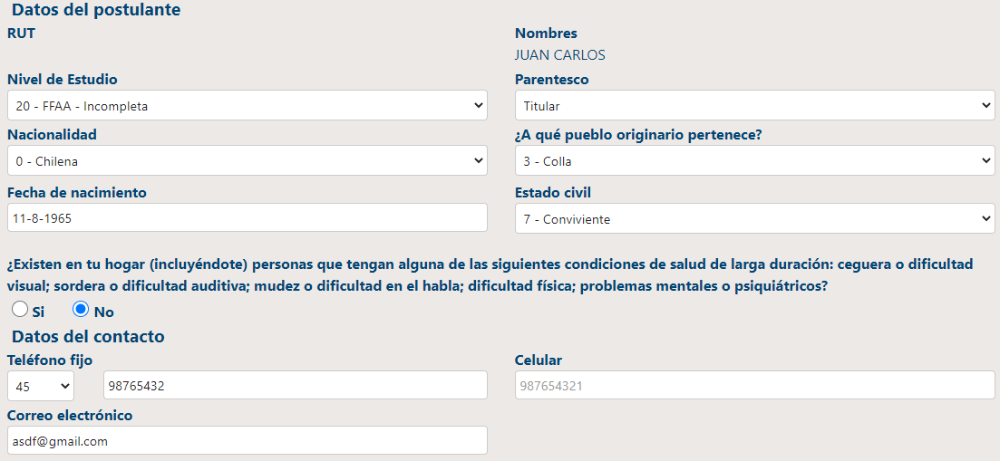 Datos del postulante
RUT
Nombres
JUAN CARLOS
Nivel de Estudio
Parentesco
20 - FFAA - Incompleta
Titular
Nacionalidad
¿A qué pueblo originario pertenece?
0 - Chilena
3 - Colla
Fecha de nacimiento
Estado civil
11-8-1965
7 - Conviviente
¿Existen en tu hogar (incluyéndote) personas que tengan alguna de las siguientes condiciones de salud de larga duración: ceguera o dificultad
visual; sordera o dificultad auditiva; mudez o dificultad en el habla; dificultad física; problemas mentales o psiquiátricos?
Si No
Datos del contacto
Teléfono fijo
Celular
45 98765432
987654321
Correo electrónico
asdf@gmail.com